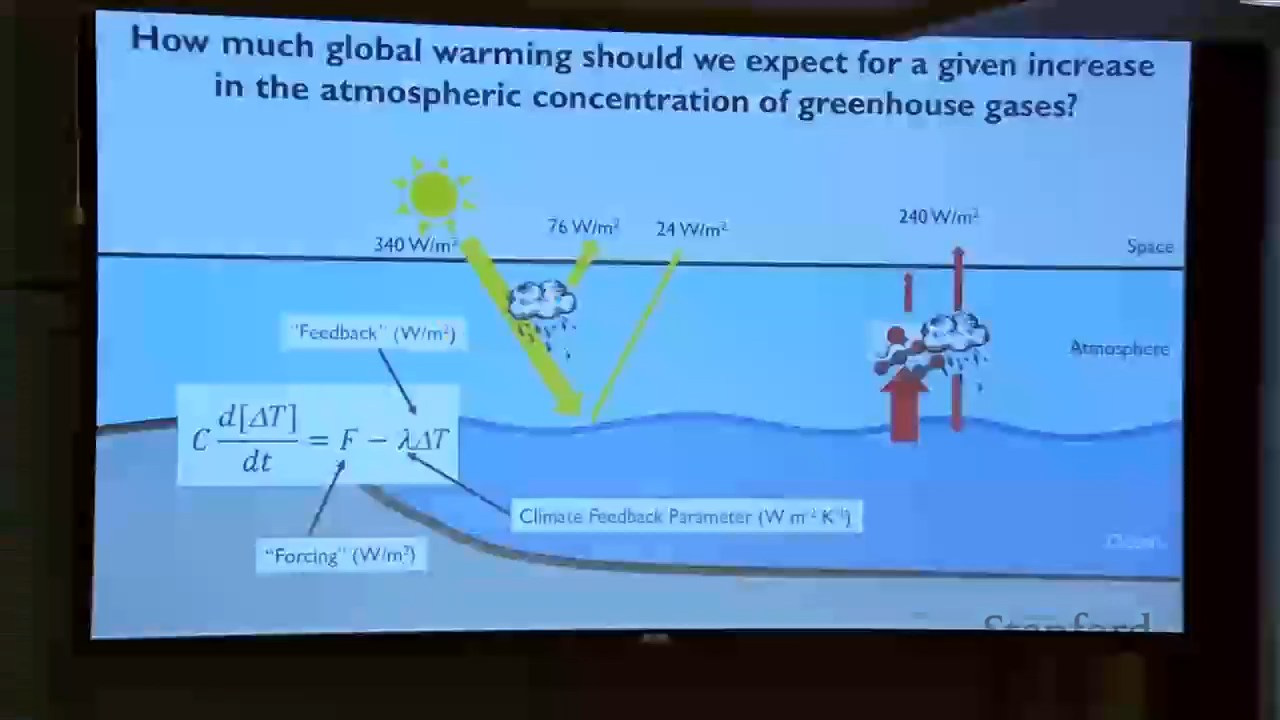 How much global warming should we expect for a given increase
in the atmospheric concentration of greenhouse gases?
340 W/m²
76 W/m²
24 W/m²
240 W/m²
Space
"Feedback" (W/m²)
Atmosphere
C d[ΔT]/dt = F − λΔT
Climate Feedback Parameter (W m⁻² K⁻¹)
"Forcing" (W/m²)
Ocean
Stanford